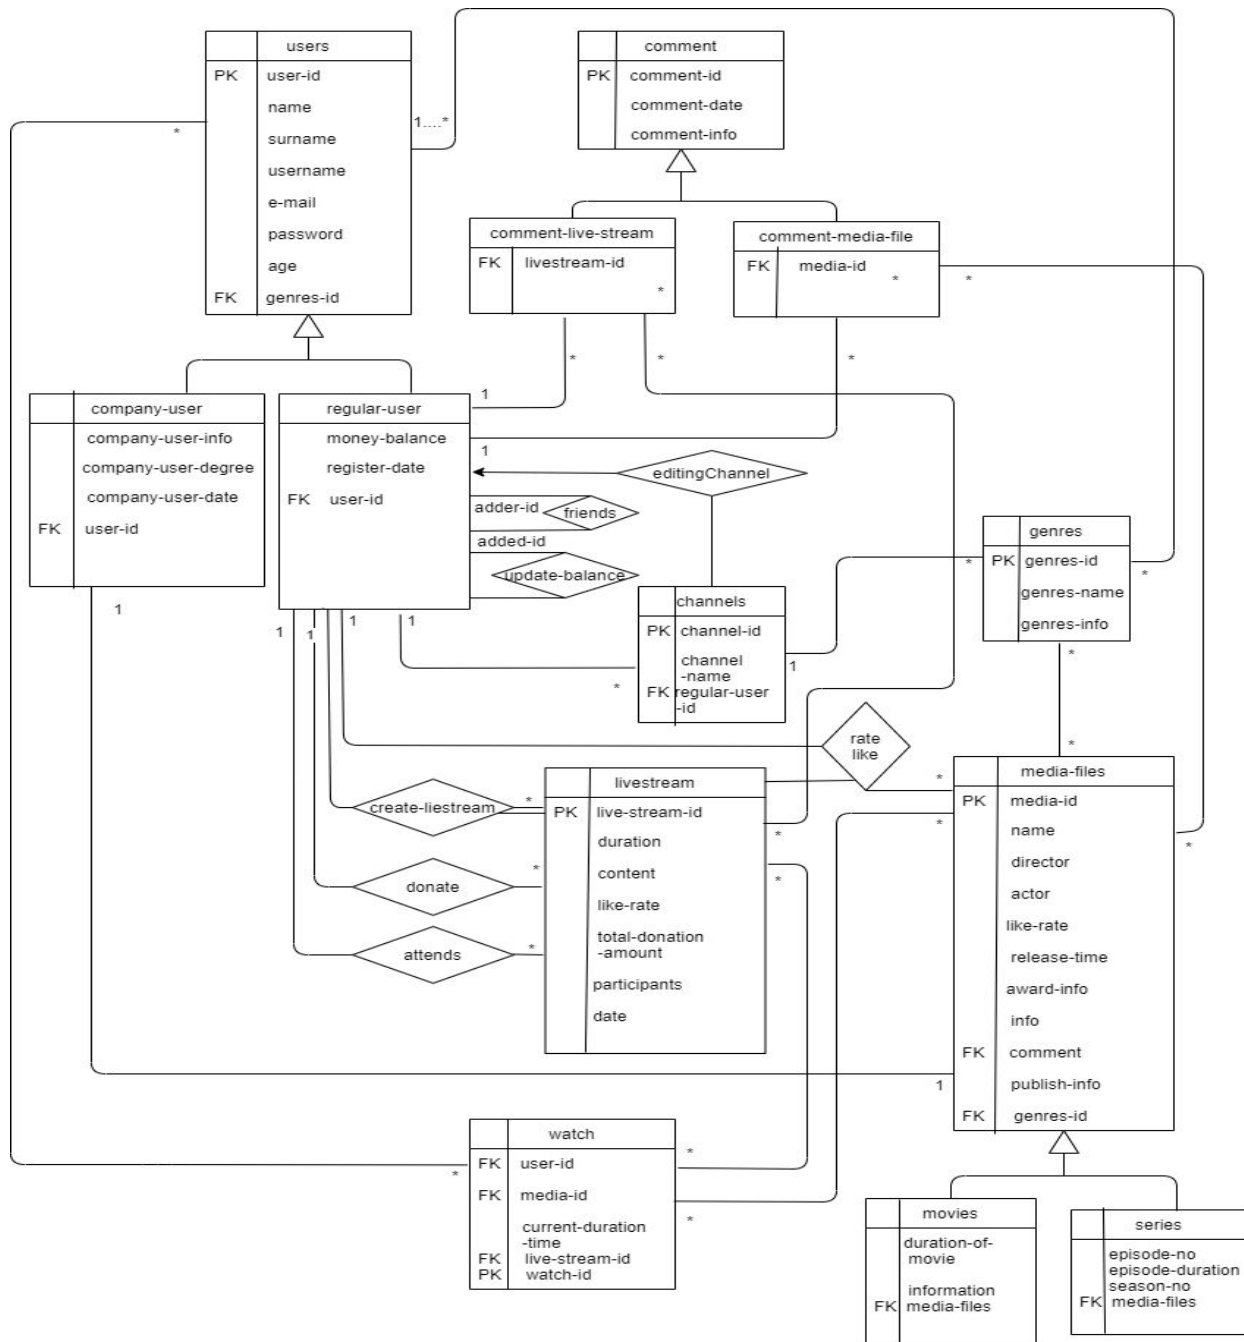 users
PK user-id
name
surname
username
e-mail
password
age
FK genres-id
*
1....*
comment
PK comment-id
comment-date
comment-info
comment-live-stream
FK livestream-id
*
comment-media-file
FK media-id
*
*
*
*
*
company-user
company-user-info
company-user-degree
company-user-date
FK user-id
1
regular-user
money-balance
register-date
FK user-id
1
1
editingChannel
adder-id
friends
added-id
update-balance
1
1
1
1
channels
PK channel-id
channel
-name
FK regular-user
-id
*
1
genres
PK genres-id
genres-name
genres-info
*
*
*
*
rate
like
livestream
PK live-stream-id
duration
content
like-rate
total-donation
-amount
participants
date
create-liestream
*
donate
*
attends
*
*
*
media-files
PK media-id
name
director
actor
like-rate
release-time
award-info
info
FK comment
publish-info
FK genres-id
*
*
*
1
watch
FK user-id
FK media-id
current-duration
-time
FK live-stream-id
PK watch-id
*
*
*
movies
duration-of-
movie
information
FK media-files
series
episode-no
episode-duration
season-no
FK media-files